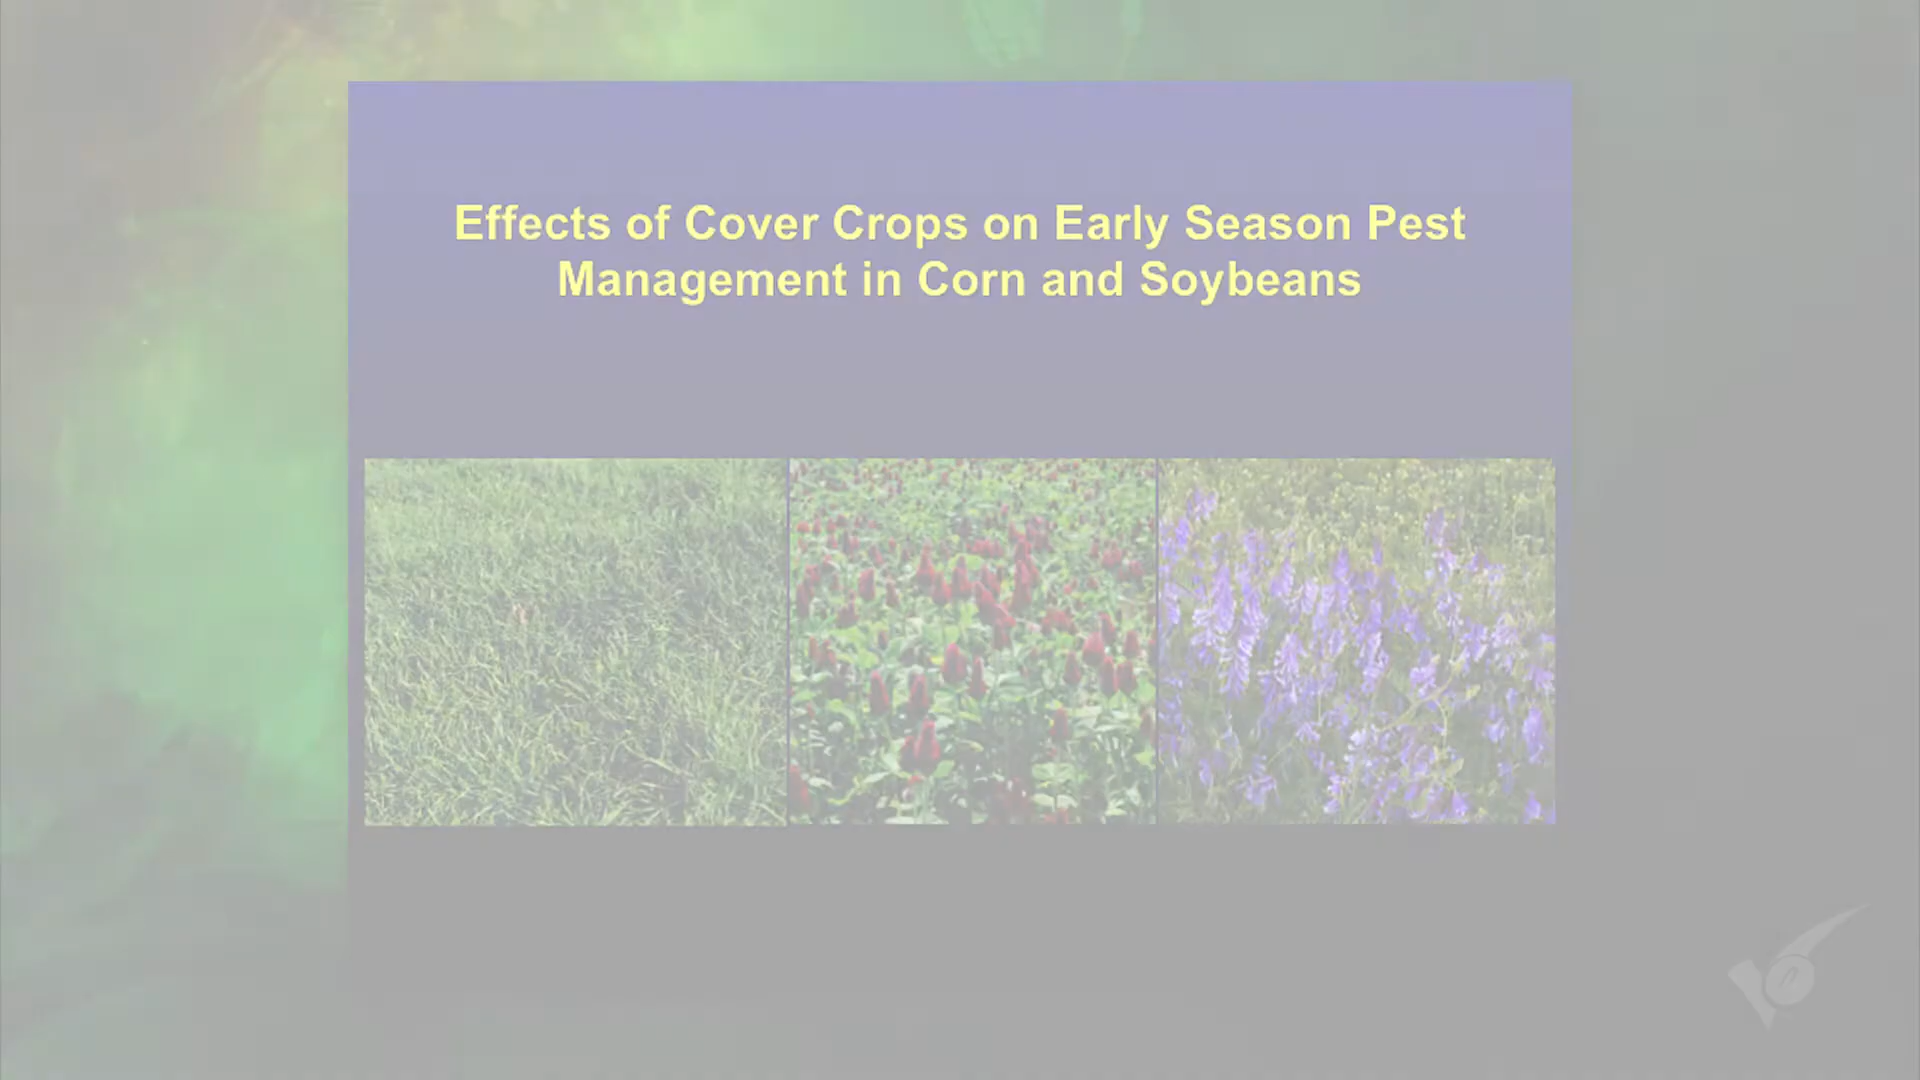 Effects of Cover Crops on Early Season Pest
Management in Corn and Soybeans